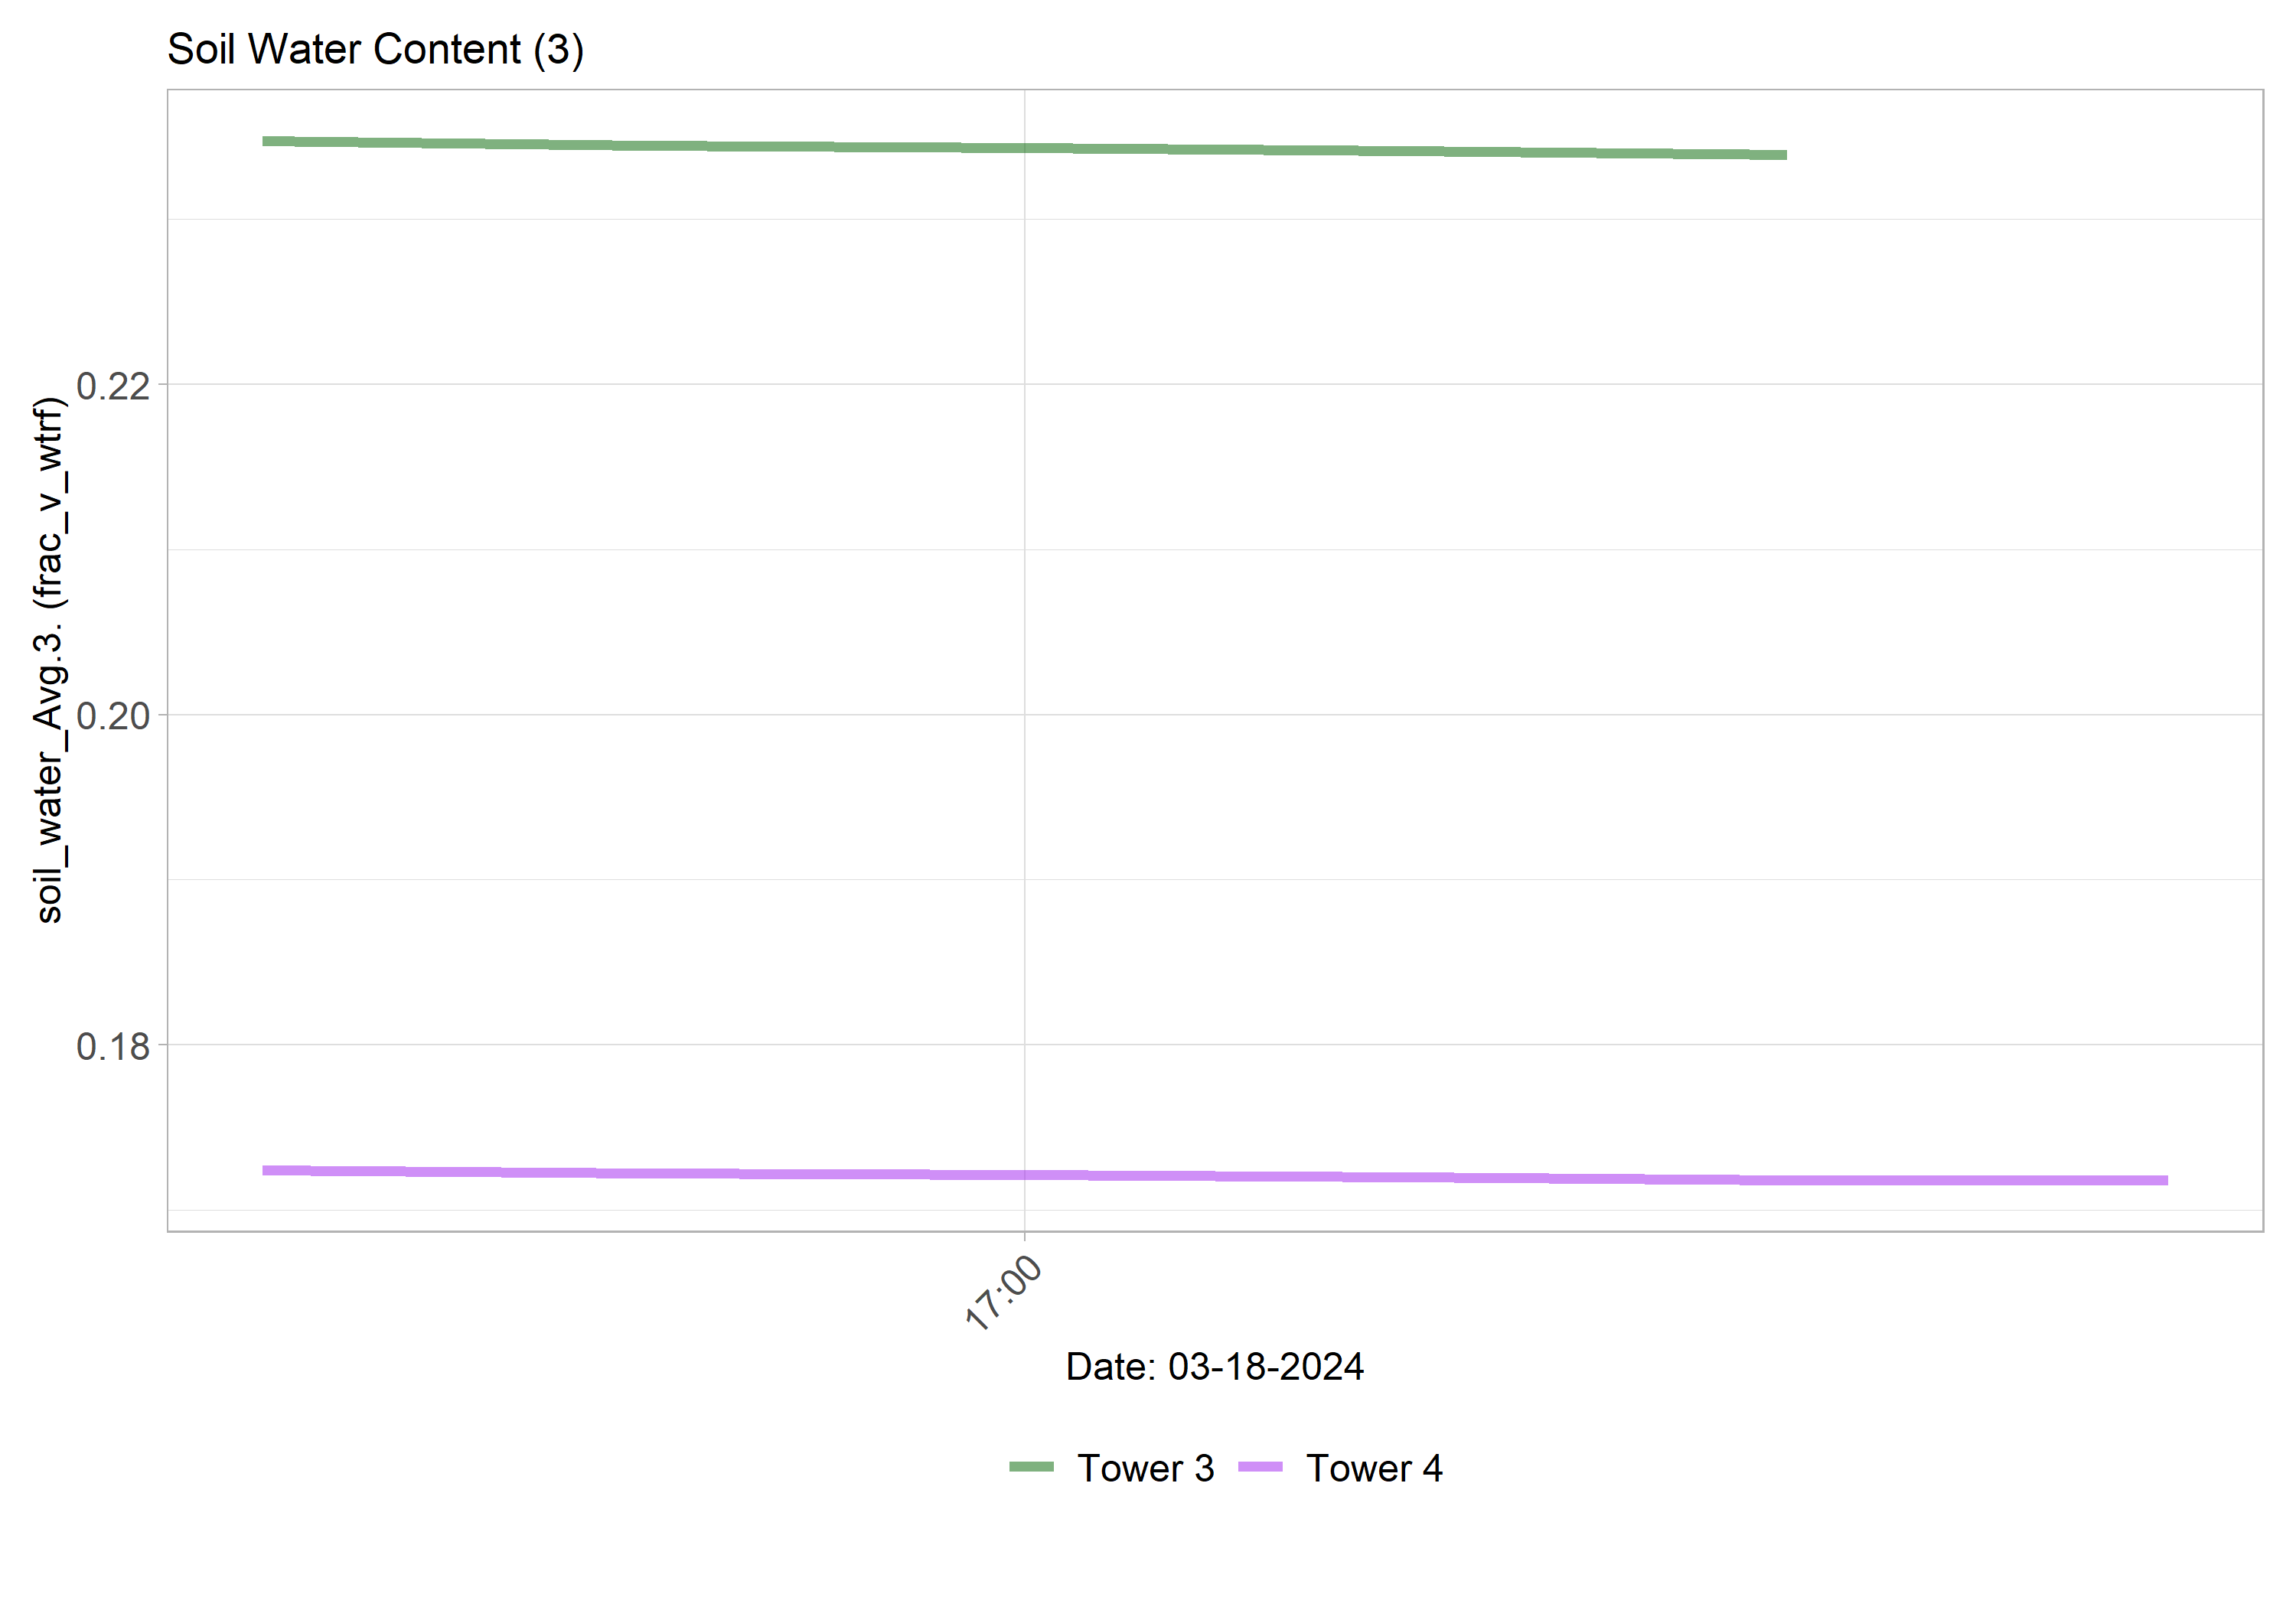 Soil Water Content (3)
soil_water_Avg.3. (frac_v_wtrf)
0.22
0.20
0.18
17:00
Date: 03-18-2024
Tower 3 Tower 4